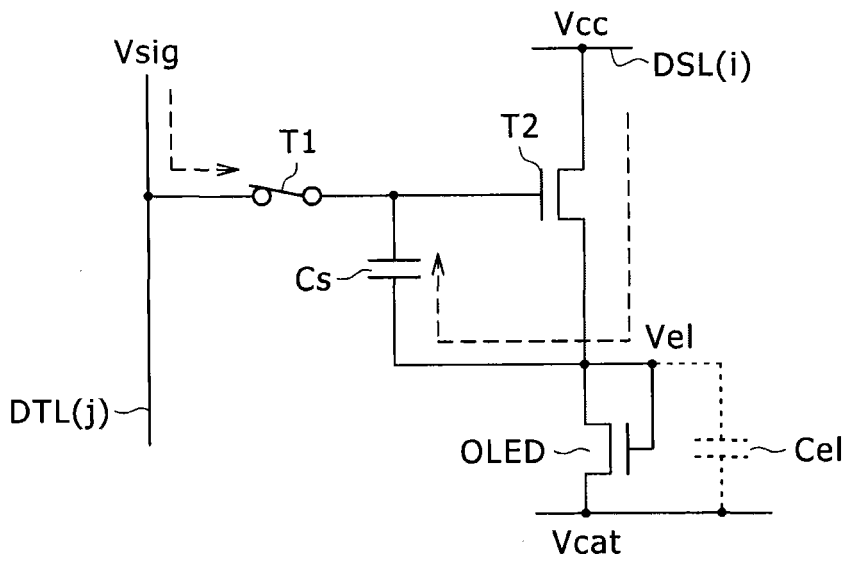 Vcc
Vsig
DSL(i)
T1
T2
Cs
Vel
DTL(j)
OLED
Cel
Vcat